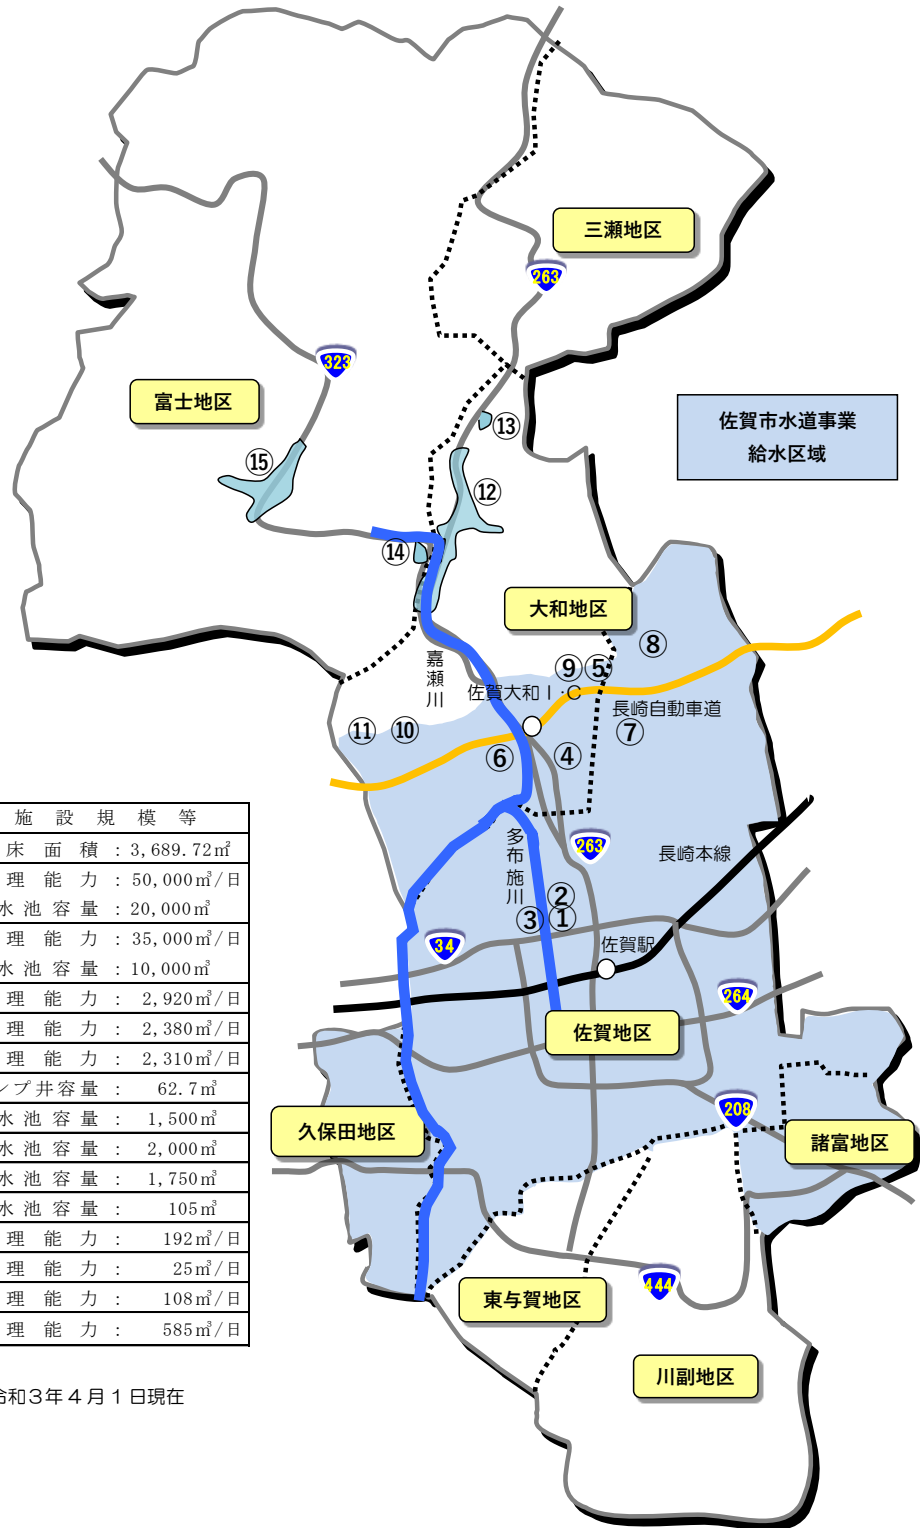 三瀬地区
263
323
富士地区
佐賀市水道事業
給水区域
⑬
⑮
⑫
⑭
大和地区
⑧
嘉瀬川
⑨
⑤
佐賀大和Ⅰ·C
長崎自動車道
⑪
⑩
⑦
⑥
④
施設規模等
床面積:3,689.72㎡
理能力:50,000㎥/日
水池容量:20,000㎥
理能力:35,000㎥/日
水池容量:10,000㎥
理能力:2,920㎥/日
理能力:2,380㎥/日
理能力:2,310㎥/日
ンプ井容量:62.7㎥
水池容量:1,500㎥
水池容量:2,000㎥
水池容量:1,750㎥
水池容量:105㎥
理能力:192㎥/日
理能力:25㎥/日
理能力:108㎥/日
理能力:585㎥/日
令和3年4月1日現在
多布施川
263
長崎本線
②
③
①
34
佐賀駅
264
佐賀地区
久保田地区
208
諸富地区
東与賀地区
444
川副地区